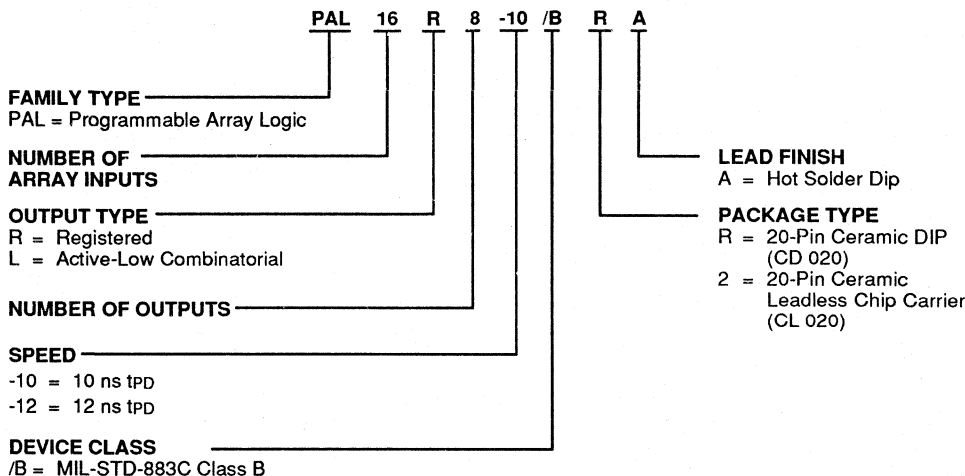 PAL 16 R 8 -10 /B R A
FAMILY TYPE
PAL = Programmable Array Logic
NUMBER OF
ARRAY INPUTS
OUTPUT TYPE
R = Registered
L = Active-Low Combinatorial
NUMBER OF OUTPUTS
SPEED
-10 = 10 ns tPD
-12 = 12 ns tPD
DEVICE CLASS
/B = MIL-STD-883C Class B
LEAD FINISH
A = Hot Solder Dip
PACKAGE TYPE
R = 20-Pin Ceramic DIP
(CD 020)
2 = 20-Pin Ceramic
Leadless Chip Carrier
(CL 020)